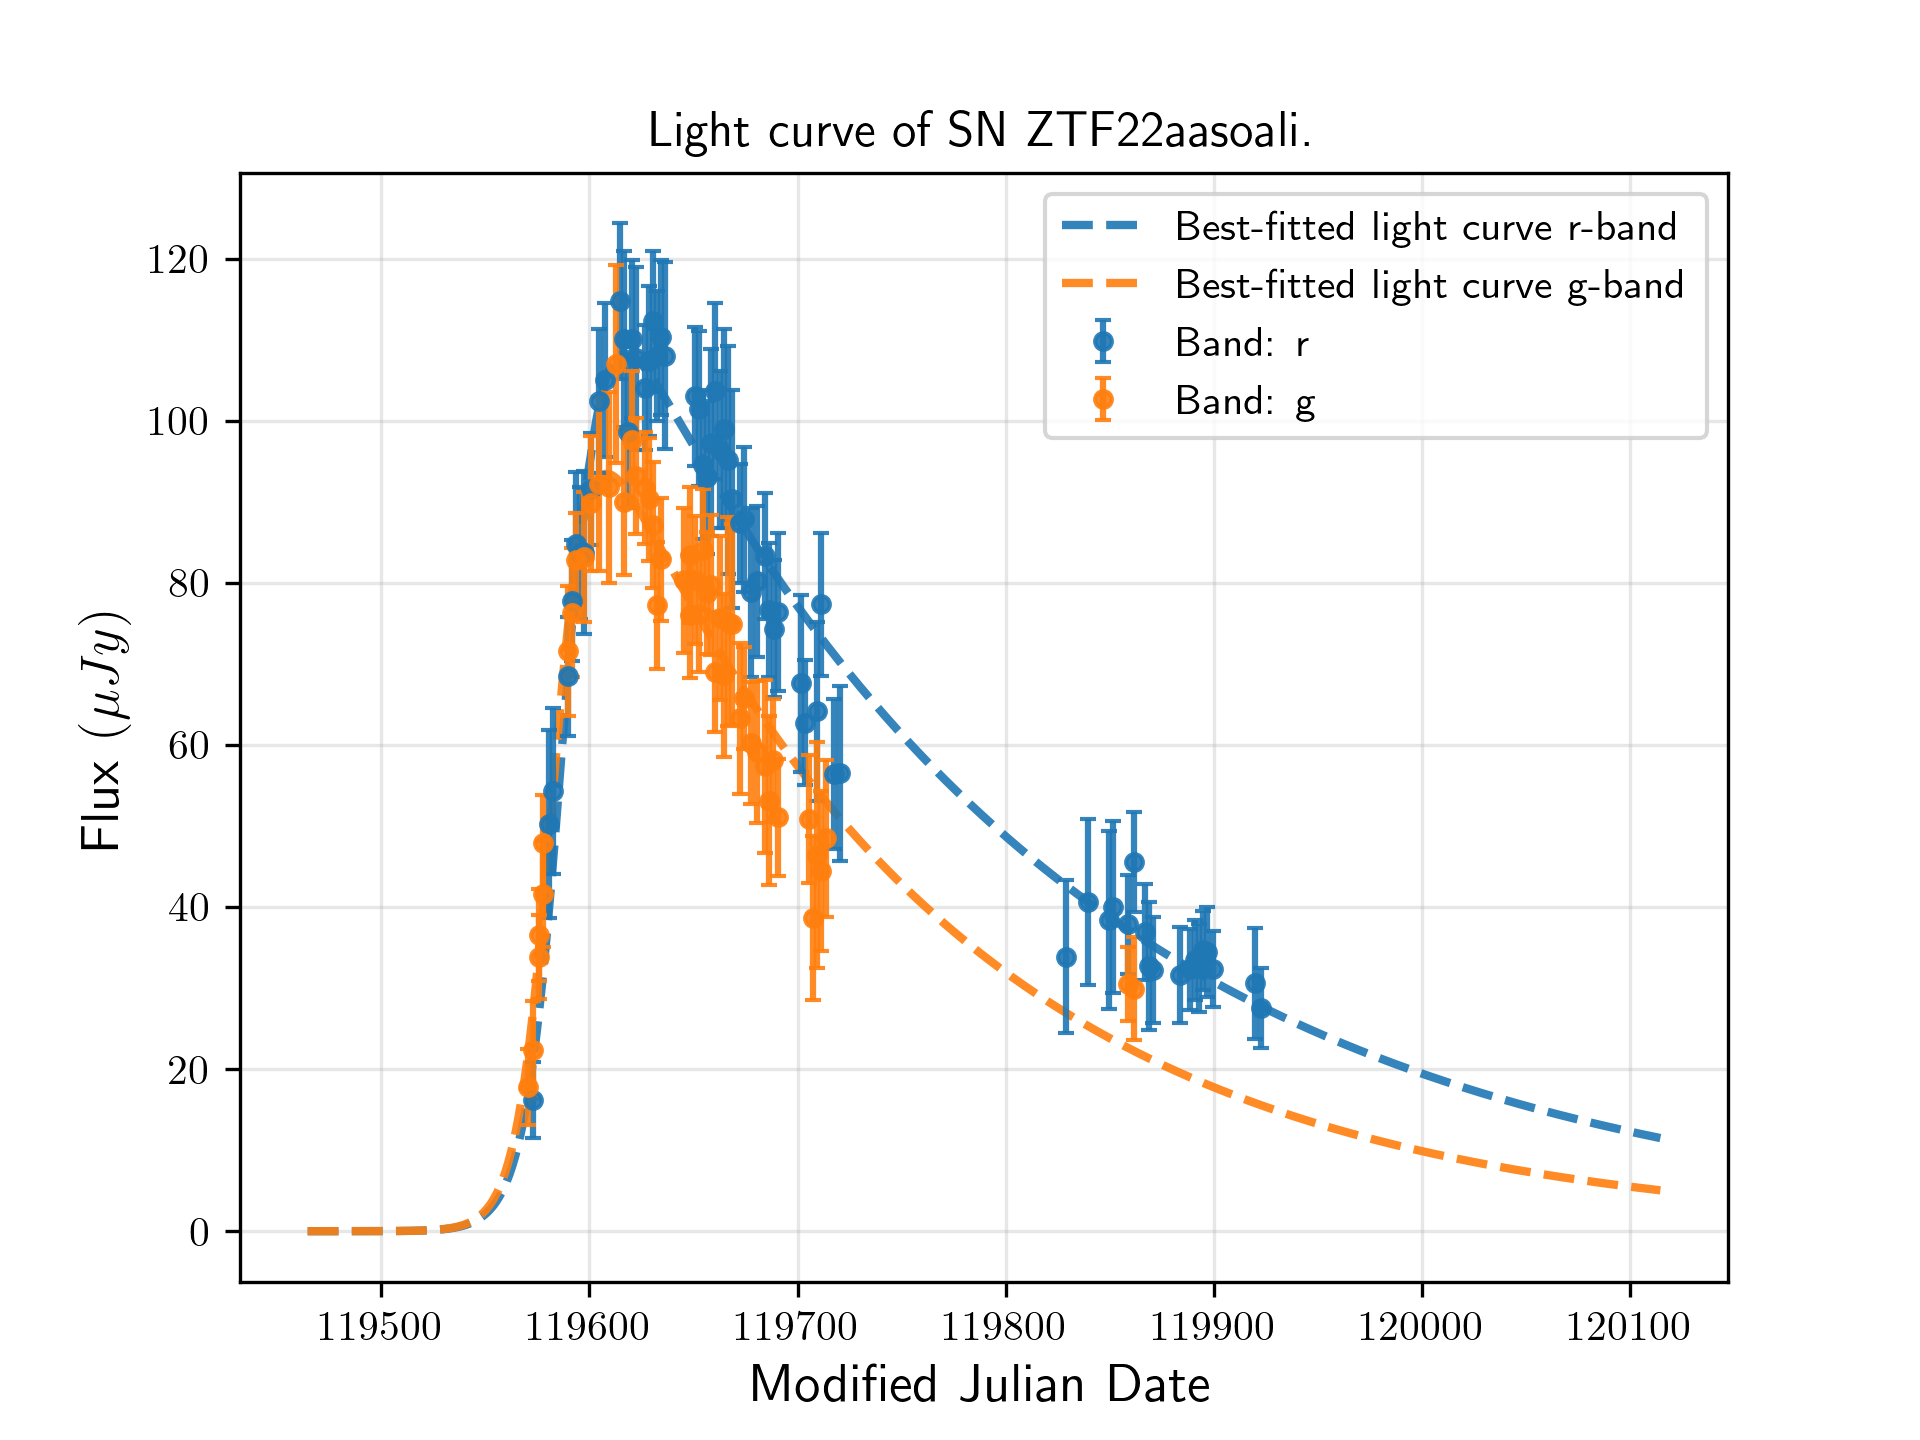 Light curve of SN ZTF22aasoali.
Best-fitted light curve r-band
Best-fitted light curve g-band
Band: r
Band: g
120
100
80
60
40
20
0
Flux (μJy)
119500 119600 119700 119800 119900 120000 120100
Modified Julian Date